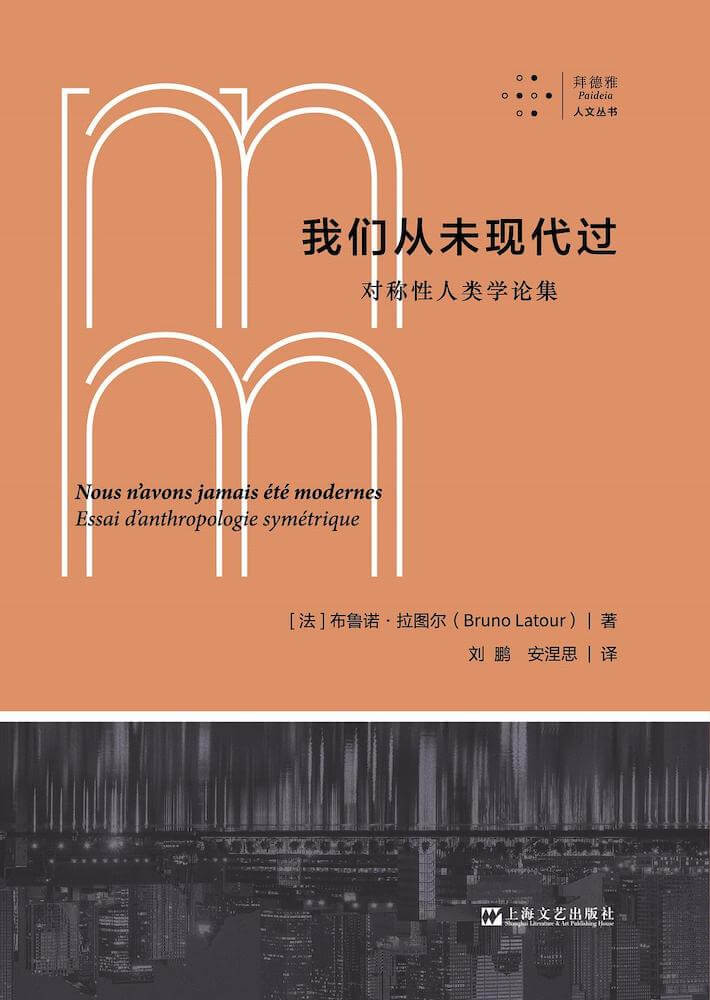 拜德雅
Paideia
人文丛书
我们从未现代过
对称性人类学论集
Nous n'avons jamais été modernes
Essai d'anthropologie symétrique
[ 法 ] 布鲁诺 · 拉图尔（Bruno Latour）｜著
刘 鹏 安涅思｜译
上海文艺出版社
Shanghai Literature & Art Publishing House